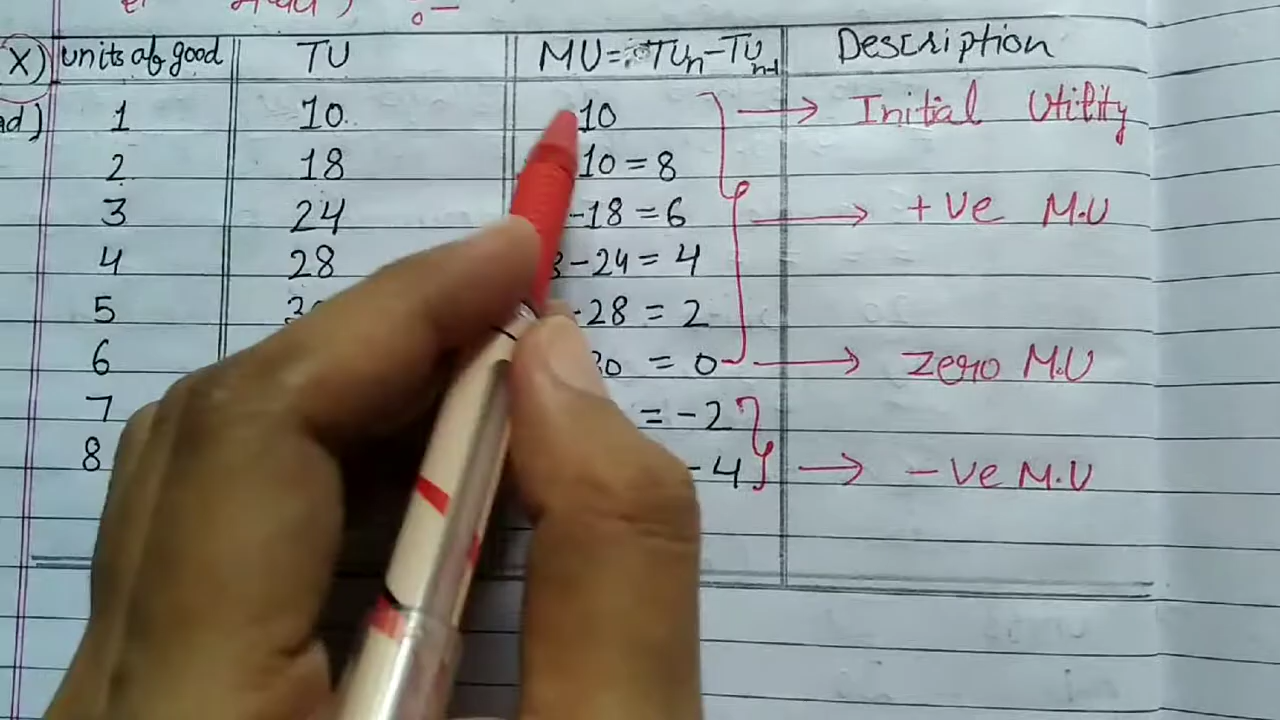 X) units of good TU MU = TUn - TUn-1 Description
ad) 1 10 10 → Initial Utility
2 18 10 = 8
3 24 -18 = 6 → +ve M.U
4 28 -24 = 4
5 -28 = 2
6 30 = 0 → Zero M.U
7 = -2
8 -4 → -ve M.U